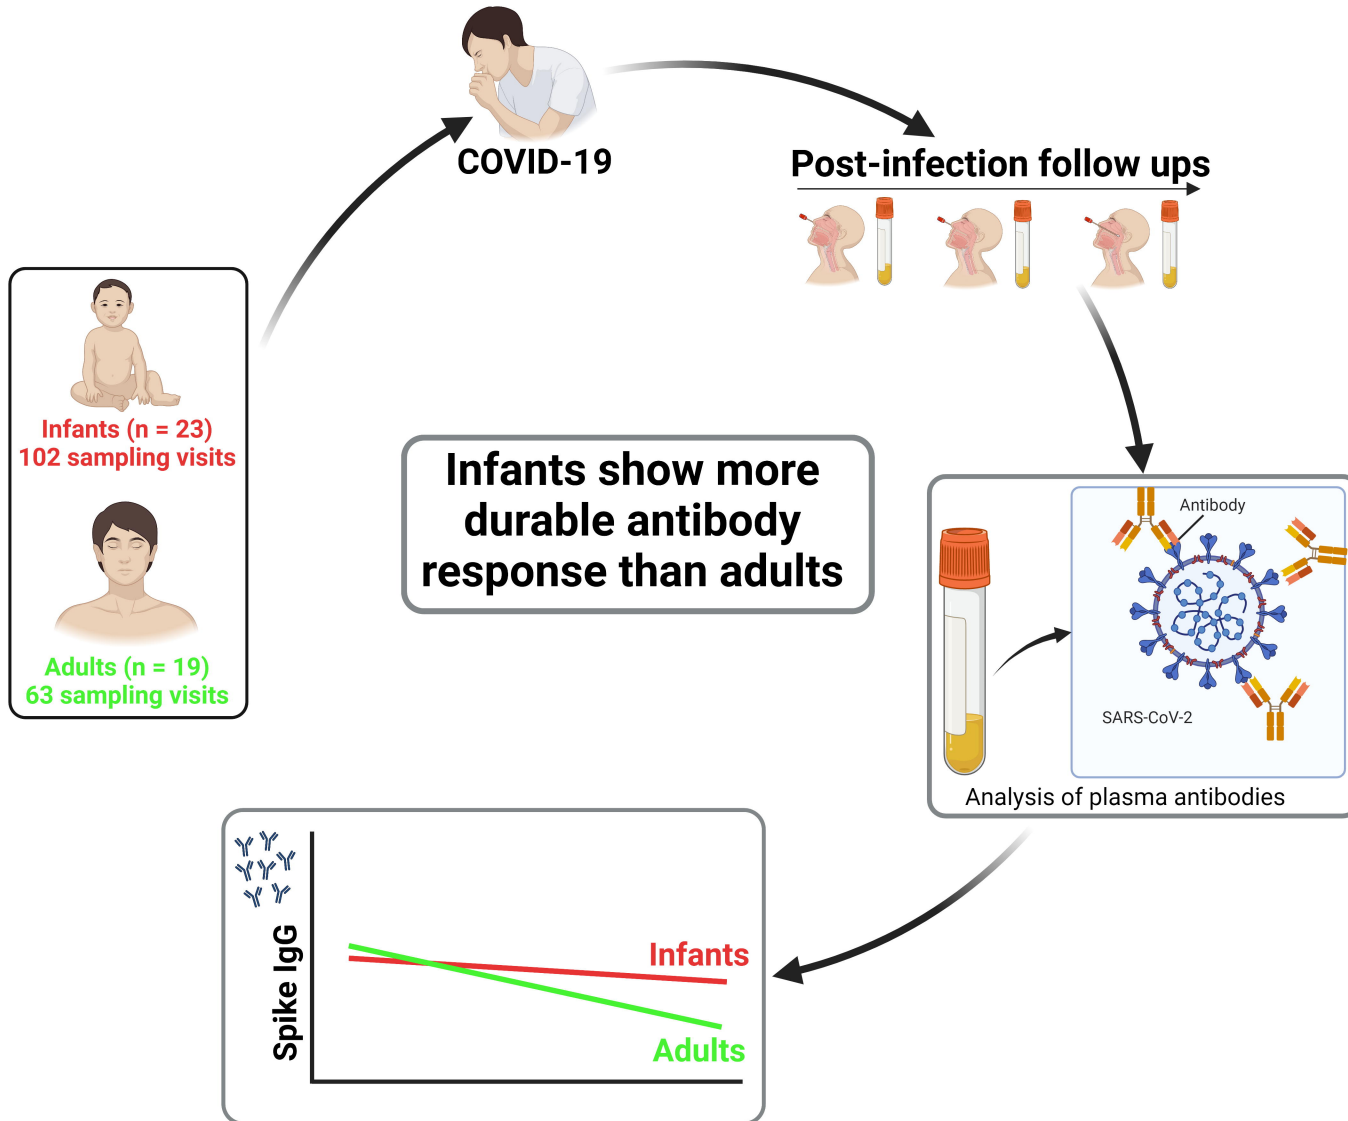 COVID-19
Post-infection follow ups
Infants (n = 23)
102 sampling visits
Adults (n = 19)
63 sampling visits
Infants show more
durable antibody
response than adults
Antibody
SARS-CoV-2
Analysis of plasma antibodies
Spike IgG
Infants
Adults